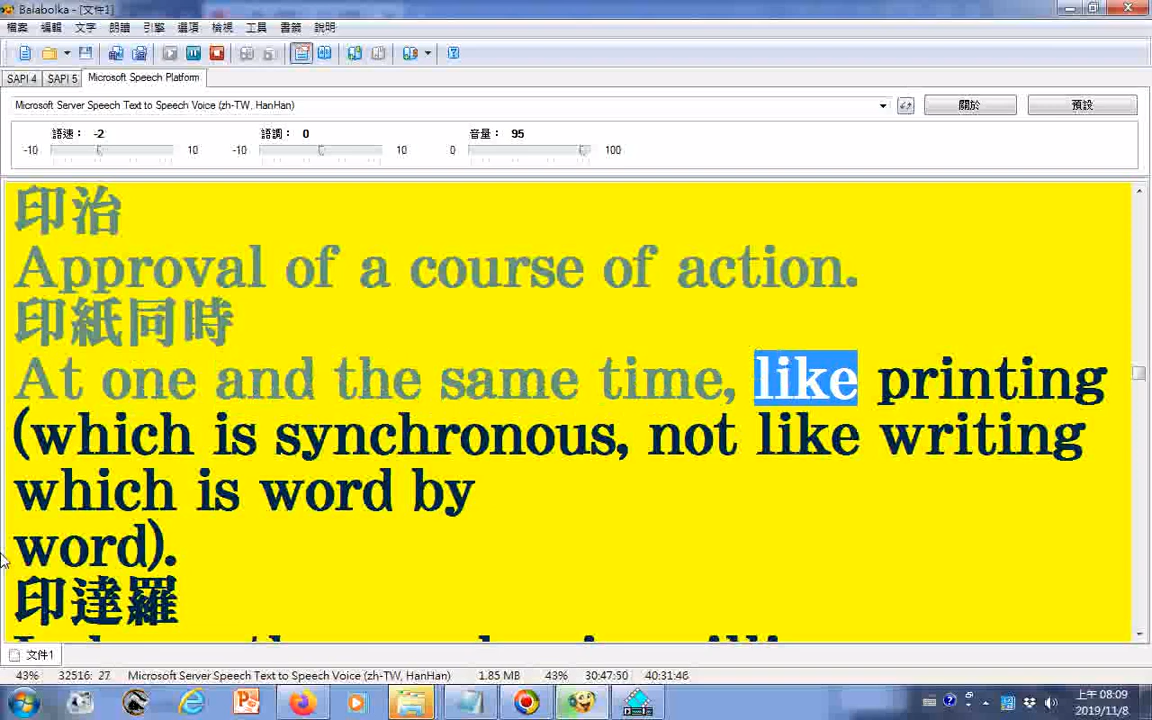 Balabolka - [文件1]
檔案 編輯 文字 朗讀 引擎 選項 檢視 工具 書籤 說明
SAPI 4 SAPI 5 Microsoft Speech Platform
Microsoft Server Speech Text to Speech Voice (zh-TW, HanHan) 關於 預設
語速： -2 語調： 0 音量： 95
-10 10 -10 10 0 100
印治
Approval of a course of action.
印紙同時
At one and the same time, like printing
(which is synchronous, not like writing
which is word by
word).
印達羅
文件1
43% 32516: 27 Microsoft Server Speech Text to Speech Voice (zh-TW, HanHan) 1.85 MB 43% 30:47:50 40:31:46
上午 08:09
2019/11/8